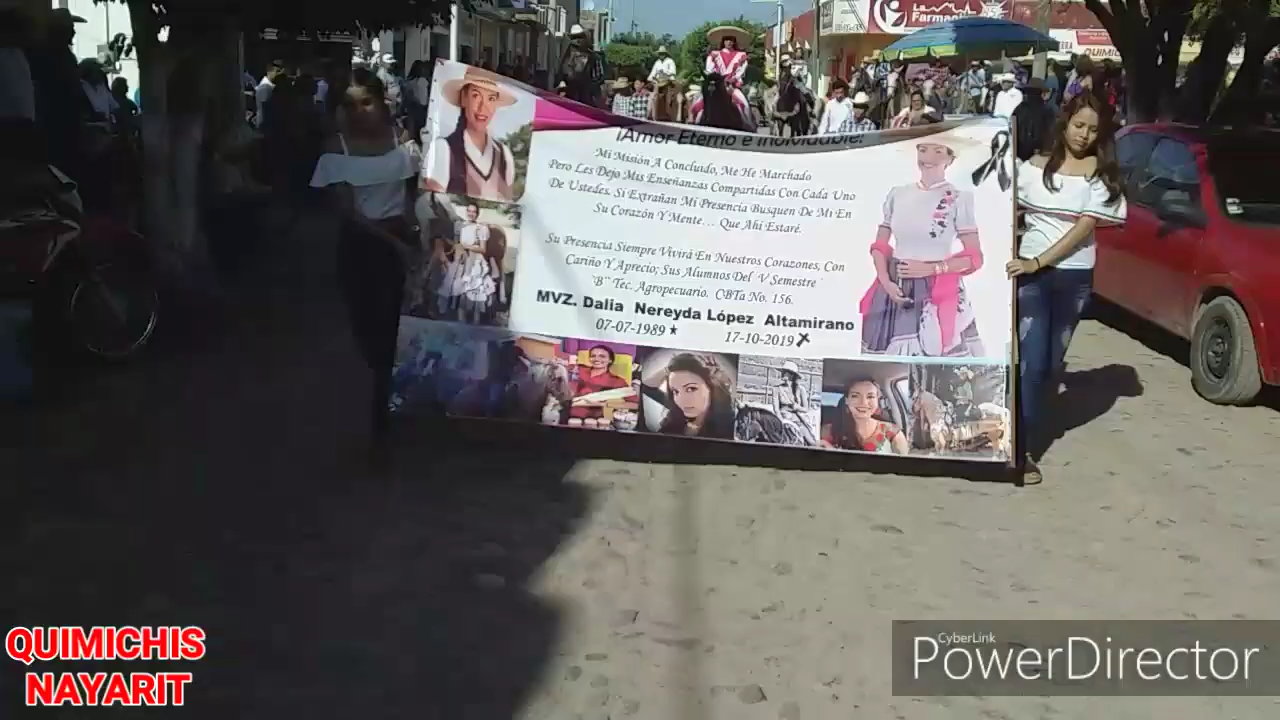 La
Farmacia
QUMICHIS
¡Amor Eterno e Inolvidable!
Mi Misión A Concluido, Me He Marchado
Pero Les Dejo Mis Enseñanzas Compartidas Con Cada Uno
De Ustedes. Si Extrañan Mi Presencia Busquen De Mi En
Su Corazón Y Mente... Que Ahí Estaré.
Su Presencia Siempre Vivirá En Nuestros Corazones, Con
Cariño Y Aprecio; Sus Alumnos Del V Semestre
"B" Tec. Agropecuario. CBTa No. 156.
MVZ. Dalia Nereyda López Altamirano
07-07-1989
17-10-2019
QUIMICHIS
NAYARIT
CyberLink
PowerDirector